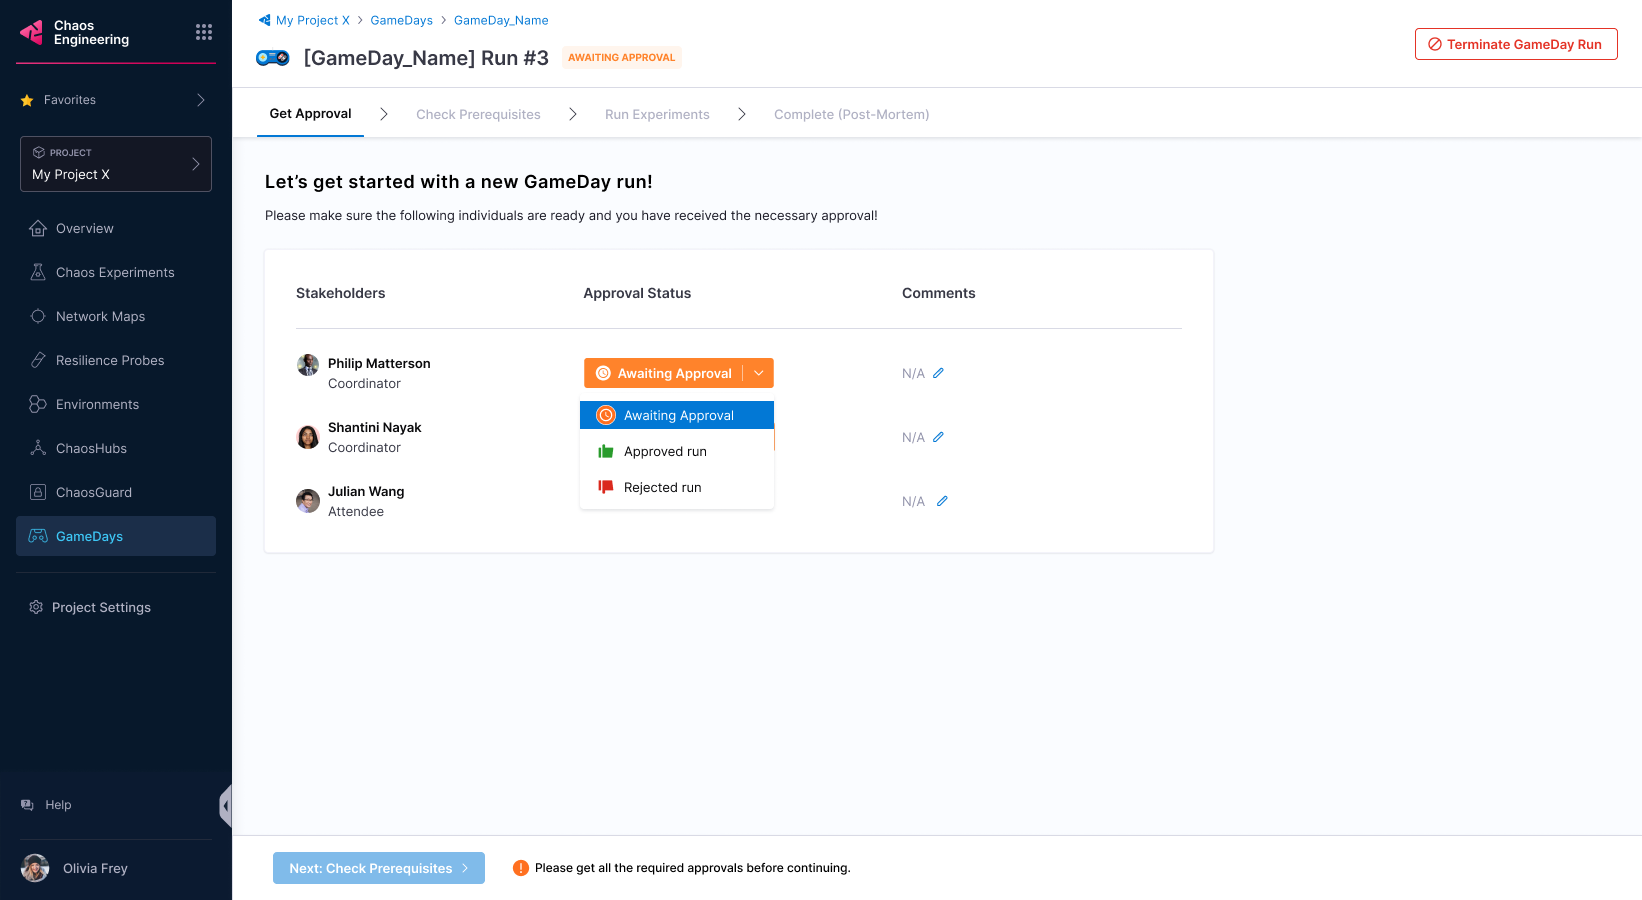 Chaos
Engineering
Favorites
PROJECT
My Project X
Overview
Chaos Experiments
Network Maps
Resilience Probes
Environments
ChaosHubs
ChaosGuard
GameDays
Project Settings
Help
Olivia Frey
My Project X > GameDays > GameDay_Name
[GameDay_Name] Run #3 AWAITING APPROVAL
Terminate GameDay Run
Get Approval > Check Prerequisites > Run Experiments > Complete (Post-Mortem)
Let’s get started with a new GameDay run!
Please make sure the following individuals are ready and you have received the necessary approval!
Stakeholders Approval Status Comments
Philip Matterson
Coordinator
Awaiting Approval
N/A
Awaiting Approval
Approved run
Rejected run
Shantini Nayak
Coordinator
N/A
Julian Wang
Attendee
N/A
Next: Check Prerequisites >
Please get all the required approvals before continuing.